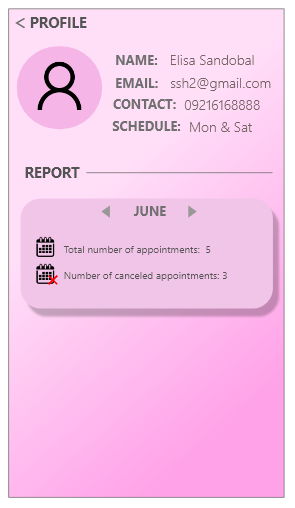 < PROFILE
NAME: Elisa Sandobal
EMAIL: ssh2@gmail.com
CONTACT: 09216168888
SCHEDULE: Mon & Sat
REPORT
JUNE
Total number of appointments: 5
Number of canceled appointments: 3